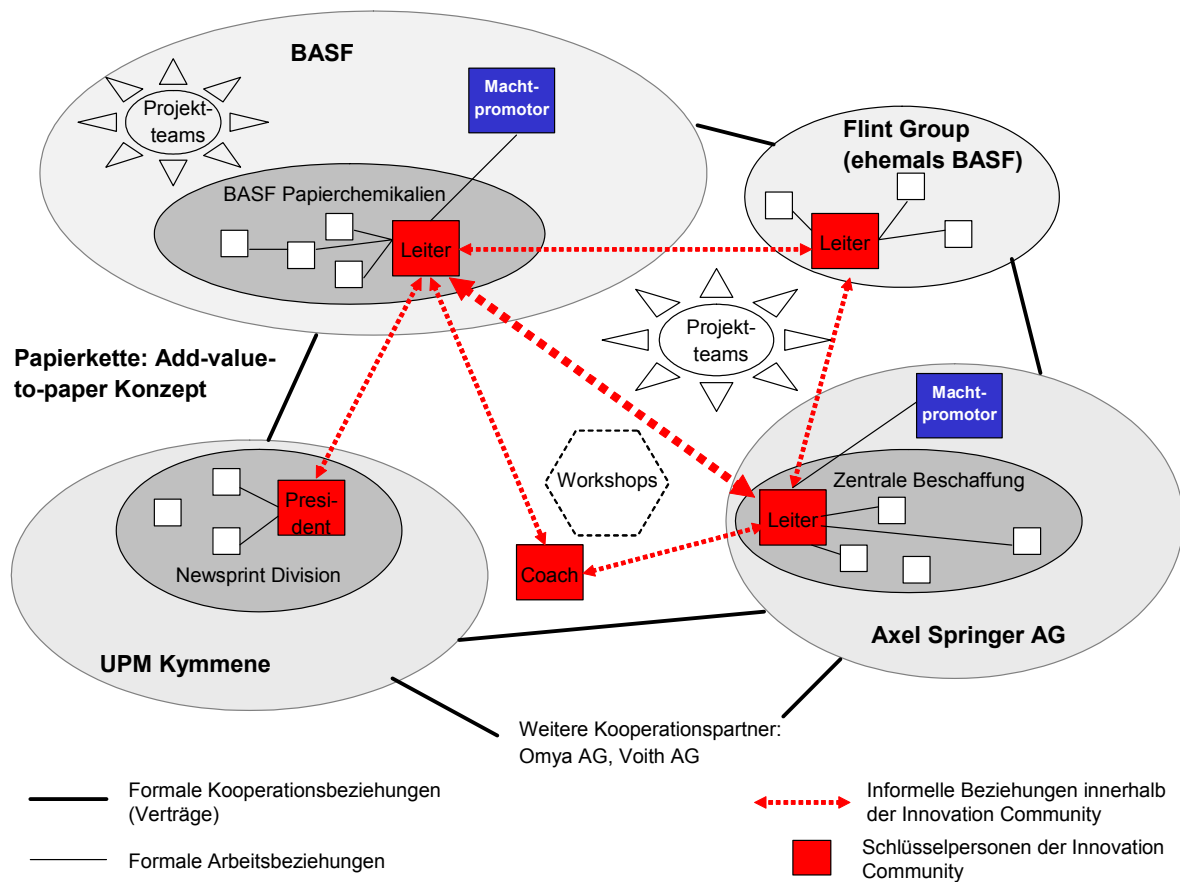 BASF
Projekt-
teams
Macht-
promotor
BASF Papierchemikalien
Leiter
Flint Group
(ehemals BASF)
Leiter
Projekt-
teams
Papierkette: Add-value-
to-paper Konzept
Macht-
promotor
Workshops
Zentrale Beschaffung
Leiter
Presi-
dent
Newsprint Division
Coach
UPM Kymmene
Axel Springer AG
Weitere Kooperationspartner:
Omya AG, Voith AG
Formale Kooperationsbeziehungen
(Verträge)
Informelle Beziehungen innerhalb
der Innovation Community
Formale Arbeitsbeziehungen
Schlüsselpersonen der Innovation
Community